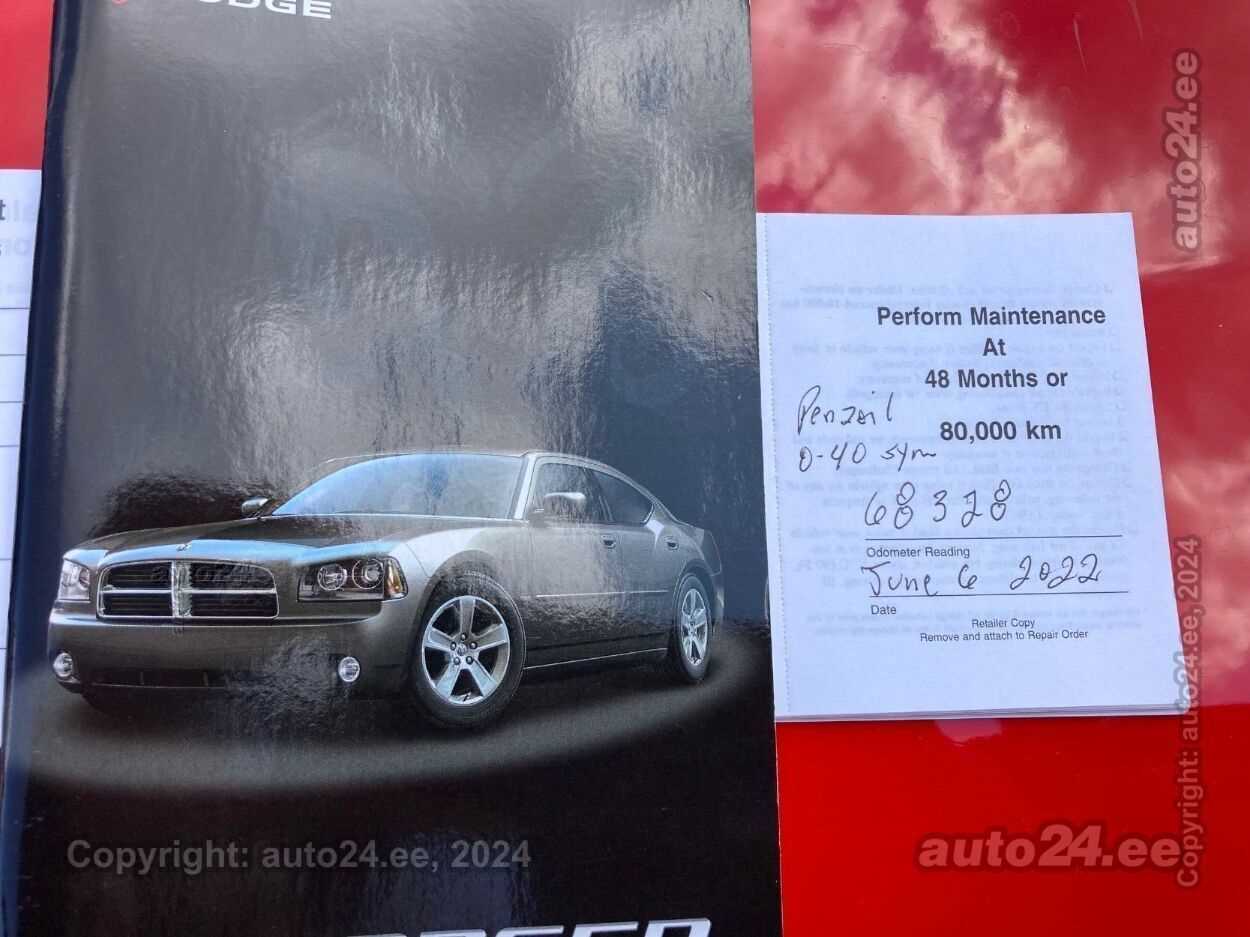 DODGE
auto24.ee
Perform Maintenance
At
48 Months or
80,000 km
Penzoil
0-40 syn
68328
Odometer Reading
June 6 2022
Date
Retailer Copy
Remove and attach to Repair Order
Copyright: auto24.ee, 2024
auto24.ee
Copyright: auto24.ee, 2024